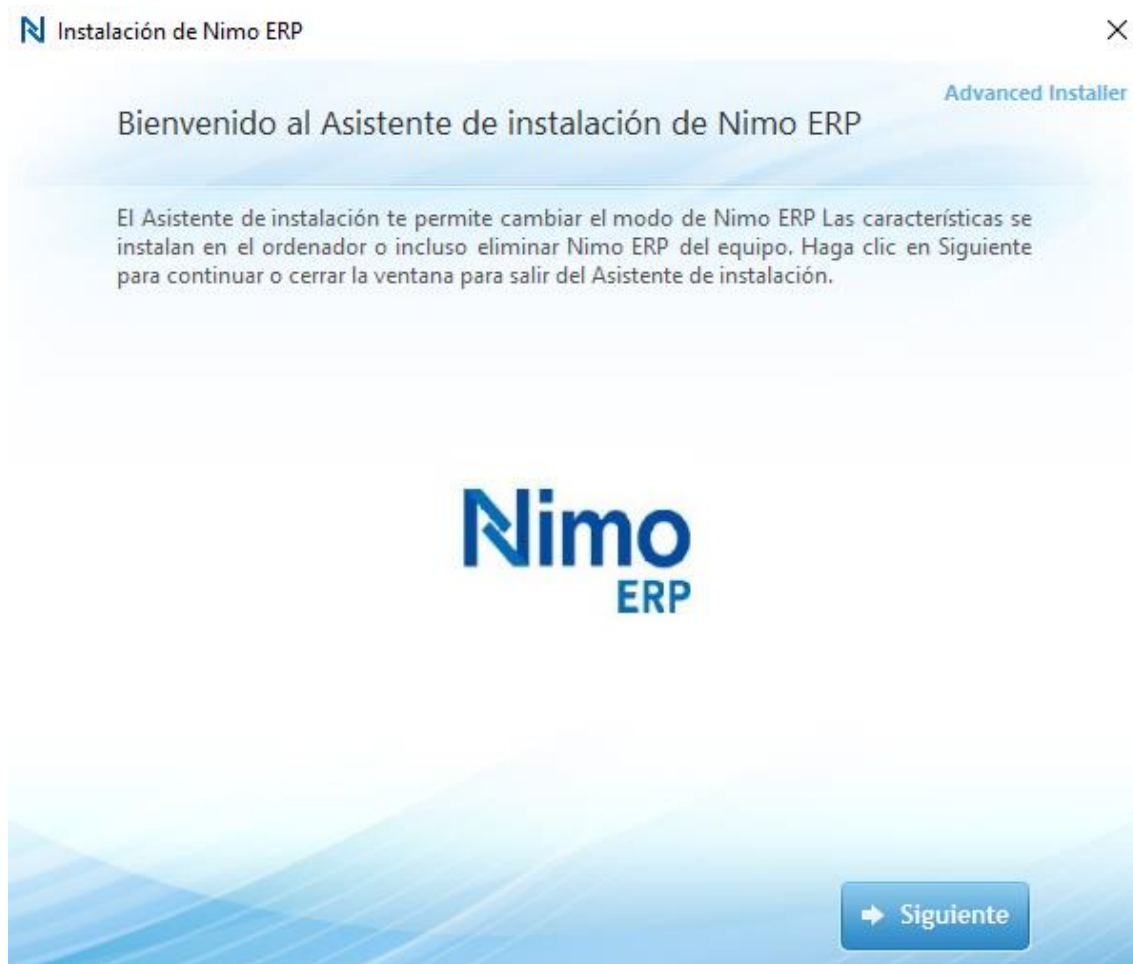 Instalación de Nimo ERP
Advanced Installer
Bienvenido al Asistente de instalación de Nimo ERP
El Asistente de instalación te permite cambiar el modo de Nimo ERP Las características se
instalan en el ordenador o incluso eliminar Nimo ERP del equipo. Haga clic en Siguiente
para continuar o cerrar la ventana para salir del Asistente de instalación.
Nimo
ERP
Siguiente